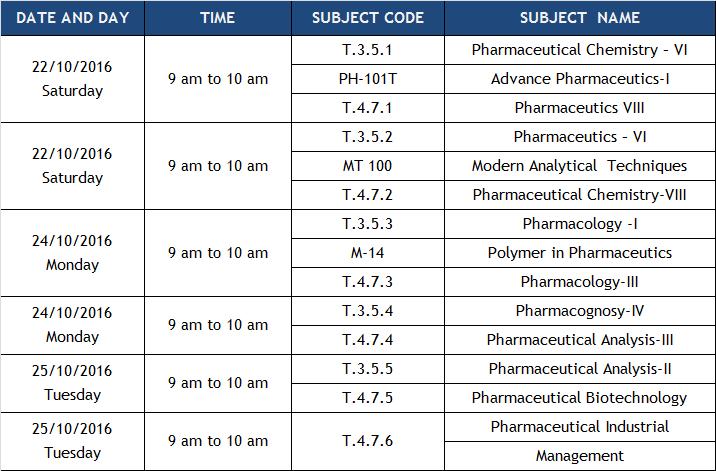 DATE AND DAY TIME SUBJECT CODE SUBJECT NAME
22/10/2016
Saturday
9 am to 10 am
T.3.5.1 Pharmaceutical Chemistry – VI
PH-101T Advance Pharmaceutics-I
T.4.7.1 Pharmaceutics VIII
22/10/2016
Saturday
9 am to 10 am
T.3.5.2 Pharmaceutics – VI
MT 100 Modern Analytical Techniques
T.4.7.2 Pharmaceutical Chemistry-VIII
24/10/2016
Monday
9 am to 10 am
T.3.5.3 Pharmacology -I
M-14 Polymer in Pharmaceutics
T.4.7.3 Pharmacology-III
24/10/2016
Monday
9 am to 10 am
T.3.5.4 Pharmacognosy-IV
T.4.7.4 Pharmaceutical Analysis-III
25/10/2016
Tuesday
9 am to 10 am
T.3.5.5 Pharmaceutical Analysis-II
T.4.7.5 Pharmaceutical Biotechnology
25/10/2016
Tuesday
9 am to 10 am
T.4.7.6
Pharmaceutical Industrial
Management